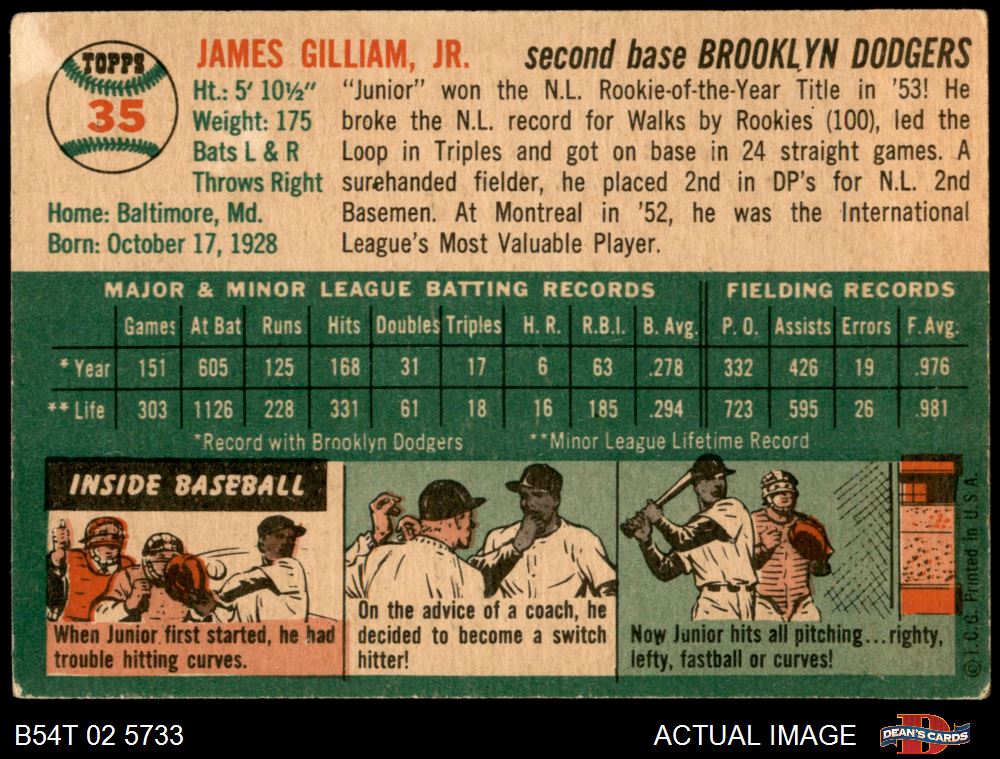 TOPPS
35
JAMES GILLIAM, JR. second base BROOKLYN DODGERS
Ht.: 5' 10½"
Weight: 175
Bats L & R
Throws Right
Home: Baltimore, Md.
Born: October 17, 1928
"Junior" won the N.L. Rookie-of-the-Year Title in '53! He
broke the N.L. record for Walks by Rookies (100), led the
Loop in Triples and got on base in 24 straight games. A
surehanded fielder, he placed 2nd in DP's for N.L. 2nd
Basemen. At Montreal in '52, he was the International
League's Most Valuable Player.
MAJOR & MINOR LEAGUE BATTING RECORDS FIELDING RECORDS
Games At Bat Runs Hits Doubles Triples H. R. R.B.I. B. Avg. P. O. Assists Errors F. Avg.
* Year 151 605 125 168 31 17 6 63 .278 332 426 19 .976
** Life 303 1126 228 331 61 18 16 185 .294 723 595 26 .981
*Record with Brooklyn Dodgers **Minor League Lifetime Record
INSIDE BASEBALL
When Junior first started, he had
trouble hitting curves.
On the advice of a coach, he
decided to become a switch
hitter!
Now Junior hits all pitching...righty,
lefty, fastball or curves!
© T.C.G. Printed in U.S.A.
B54T 02 5733 ACTUAL IMAGE
DEAN'S CARDS